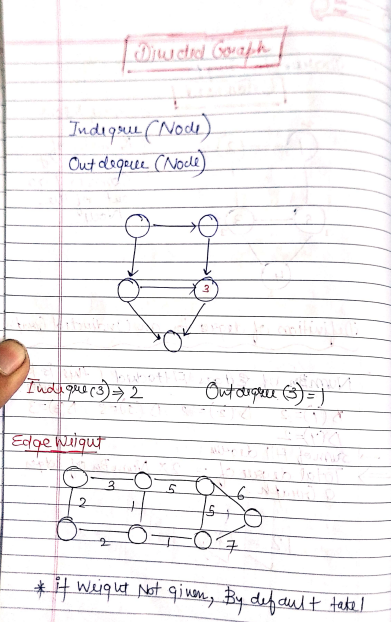 Directed Graph
Indegree (Node)
Outdegree (Node)
3
Indegree (3) ⇒ 2 Outdegree (3) = 1
Edge Weight
3 5 6
2 1 5 1
2 1 7
* if Weight Not given, By default take 1